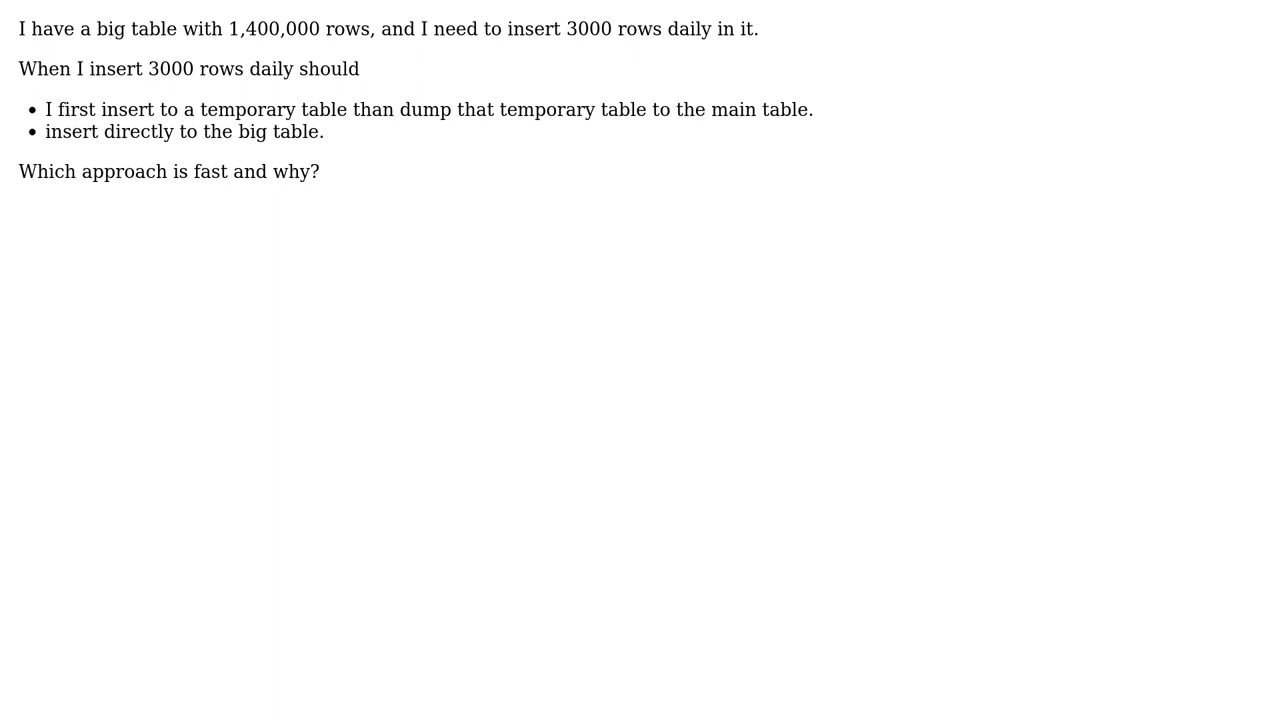 I have a big table with 1,400,000 rows, and I need to insert 3000 rows daily in it.
When I insert 3000 rows daily should
• I first insert to a temporary table than dump that temporary table to the main table.
• insert directly to the big table.
Which approach is fast and why?